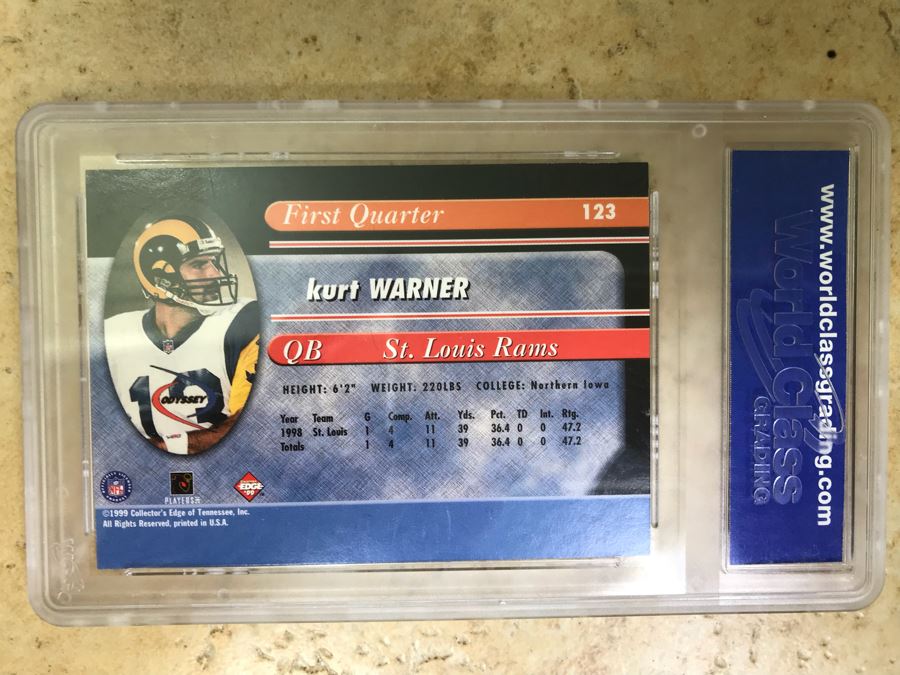 First Quarter 123
kurt WARNER
QB St. Louis Rams
HEIGHT: 6'2" WEIGHT: 220LBS COLLEGE: Northern Iowa
Year Team G Comp. Att. Yds. Pct. TD Int. Rtg.
1998 St. Louis 1 4 11 39 36.4 0 0 47.2
Totals 1 4 11 39 36.4 0 0 47.2
ODYSSEY
NFL
PLAYERS
EDGE
'99
©1999 Collector's Edge of Tennessee, Inc.
All Rights Reserved, printed in U.S.A.
www.worldclassgrading.com
World Class
GRADING